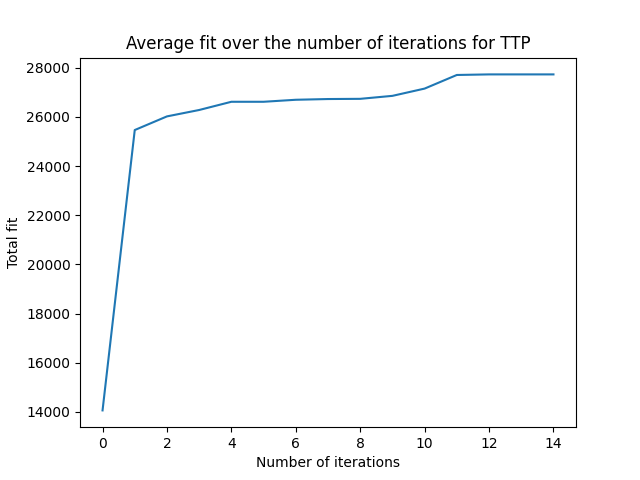 Average fit over the number of iterations for TTP
28000
26000
24000
22000
20000
18000
16000
14000
Total fit
0 2 4 6 8 10 12 14
Number of iterations